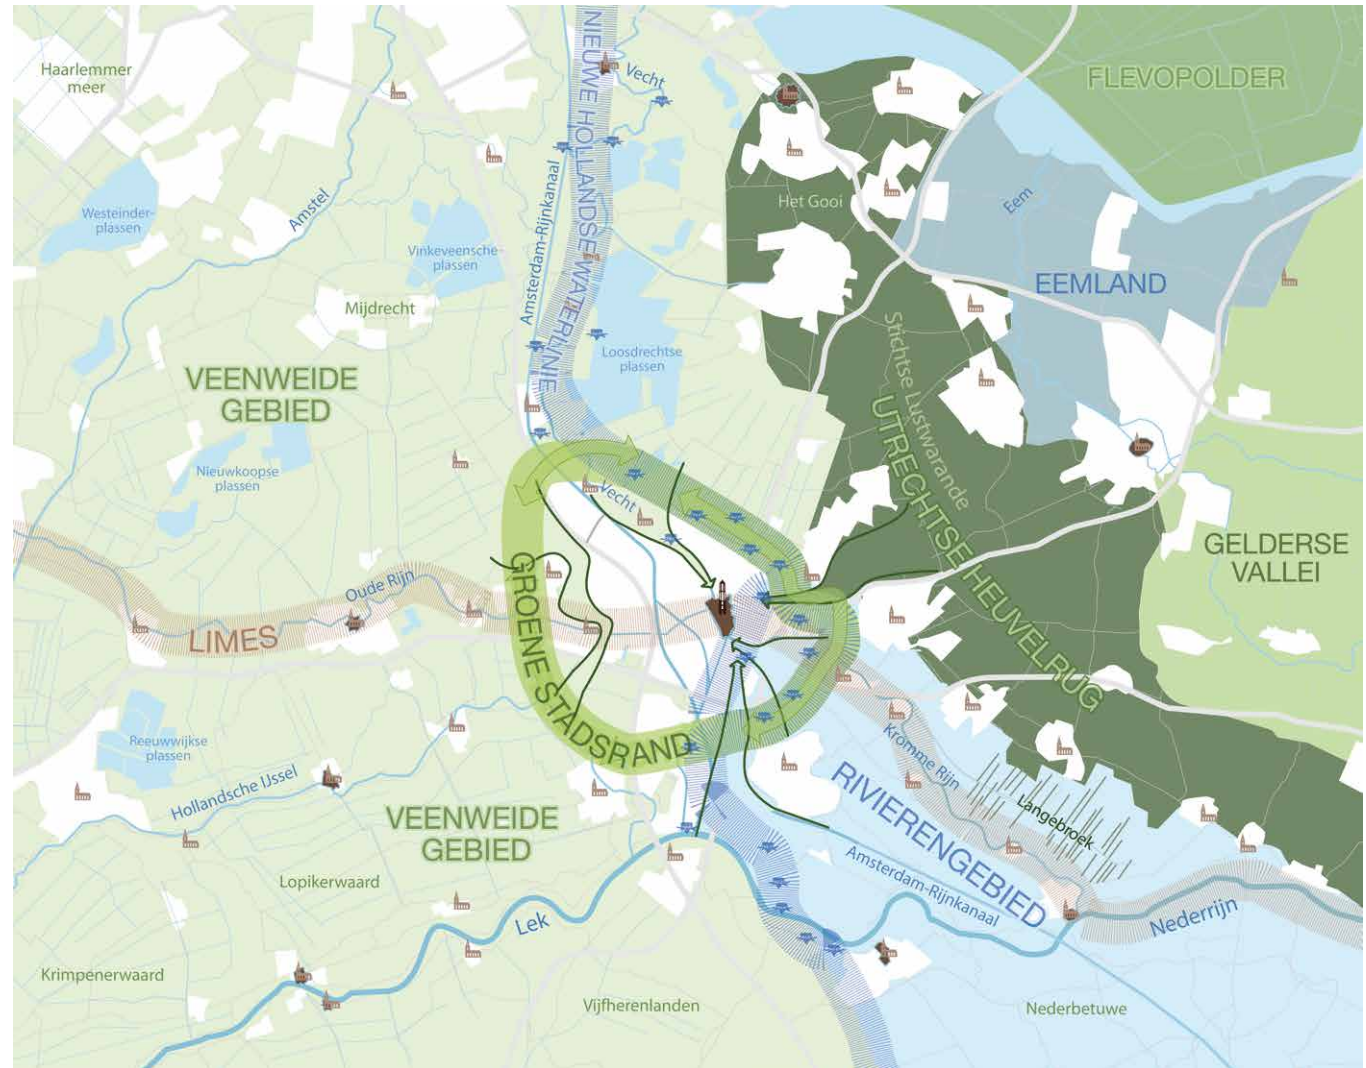 Haarlemmer
meer
NIEUWE HOLLANDSE WATERLINIE
Vecht
FLEVOPOLDER
Westeinder-
plassen
Amstel
Vinkeveensche
plassen
Amsterdam-Rijnkanaal
Het Gooi
Eem
EEMLAND
Mijdrecht
Loosdrechtse
plassen
Stichtse Lustwarande
VEENWEIDE
GEBIED
UTRECHTSE HEUVELRUG
Nieuwkoopse
plassen
Vecht
GELDERSE
VALLEI
Oude Rijn
LIMES
GROENE STADSRAND
Reeuwwijkse
plassen
Hollandsche IJssel
Kromme Rijn
RIVIERENGEBIED
Langebroek
VEENWEIDE
GEBIED
Lopikerwaard
Amsterdam-Rijnkanaal
Lek
Nederrijn
Krimpenerwaard
Vijfherenlanden
Nederbetuwe